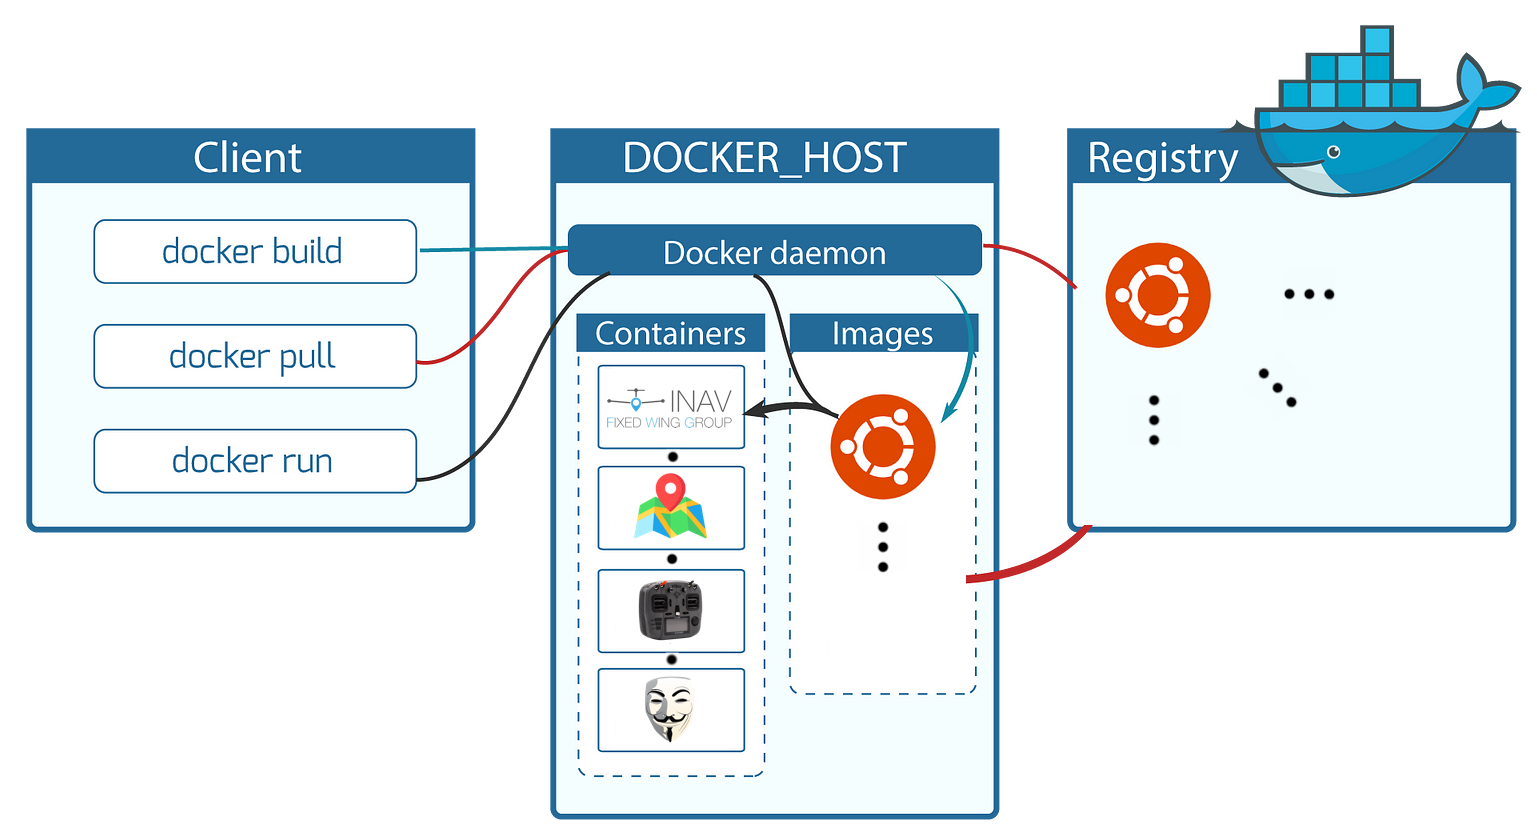 Client
docker build
docker pull
docker run
DOCKER_HOST
Docker daemon
Containers
INAV
FIXED WING GROUP
Images
Registry